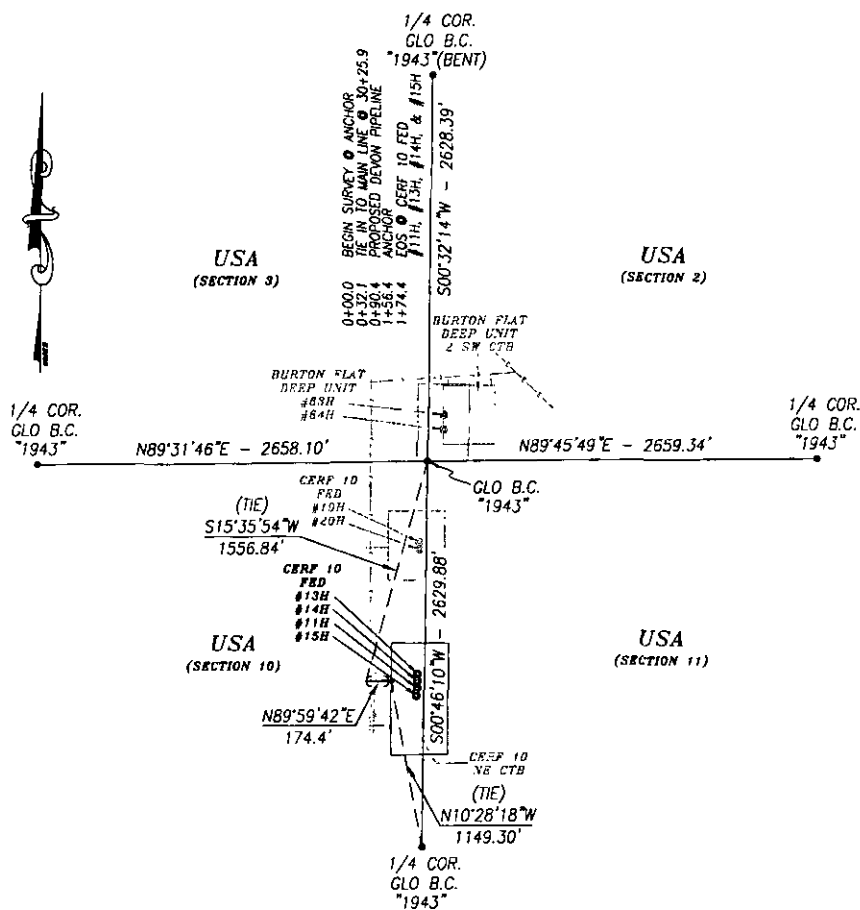 1/4 COR.
GLO B.C.
"1943"(BENT)
0+00.0 BEGIN SURVEY @ ANCHOR
0+32.1 TIE IN TO MAIN LINE @ 30+25.9
0+90.4 PROPOSED DEVON PIPELINE
1+56.4 ANCHOR
1+74.4 EOS @ CERF 10 FED
#11H, #13H, #14H, & #15H
S00°32'14"W - 2628.39'
USA
(SECTION 3)
USA
(SECTION 2)
BURTON FLAT
DEEP UNIT
2 SW CTB
BURTON FLAT
DEEP UNIT
#63H
#64H
1/4 COR.
GLO B.C.
"1943"
N89°31'46"E - 2658.10'
N89°45'49"E - 2659.34'
1/4 COR.
GLO B.C.
"1943"
GLO B.C.
"1943"
CERF 10
FED
#19H
#20H
(TIE)
S15°35'54"W
1556.84'
CERF 10
FED
#13H
#14H
#11H
#15H
S00°46'10"W - 2629.88'
USA
(SECTION 10)
USA
(SECTION 11)
N89°59'42"E
174.4'
CERF 10
NE CTB
(TIE)
N10°28'18"W
1149.30'
1/4 COR.
GLO B.C.
"1943"